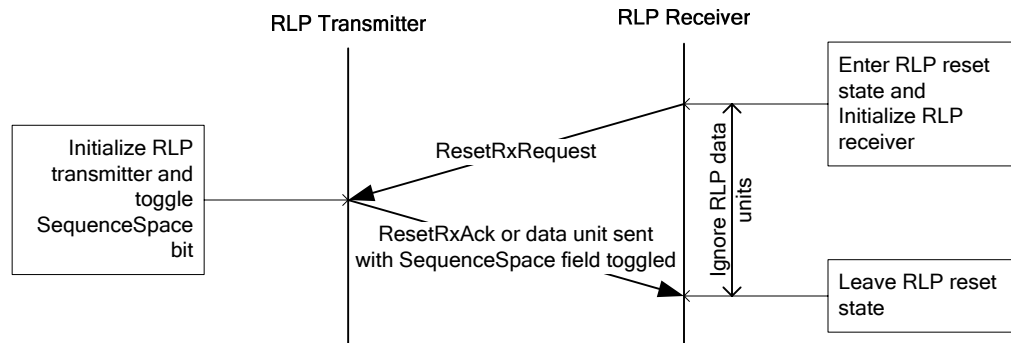 RLP Transmitter
RLP Receiver
Enter RLP reset
state and
Initialize RLP
receiver
Initialize RLP
transmitter and
toggle
SequenceSpace
bit
ResetRxRequest
Ignore RLP data
units
ResetRxAck or data unit sent
with SequenceSpace field toggled
Leave RLP reset
state